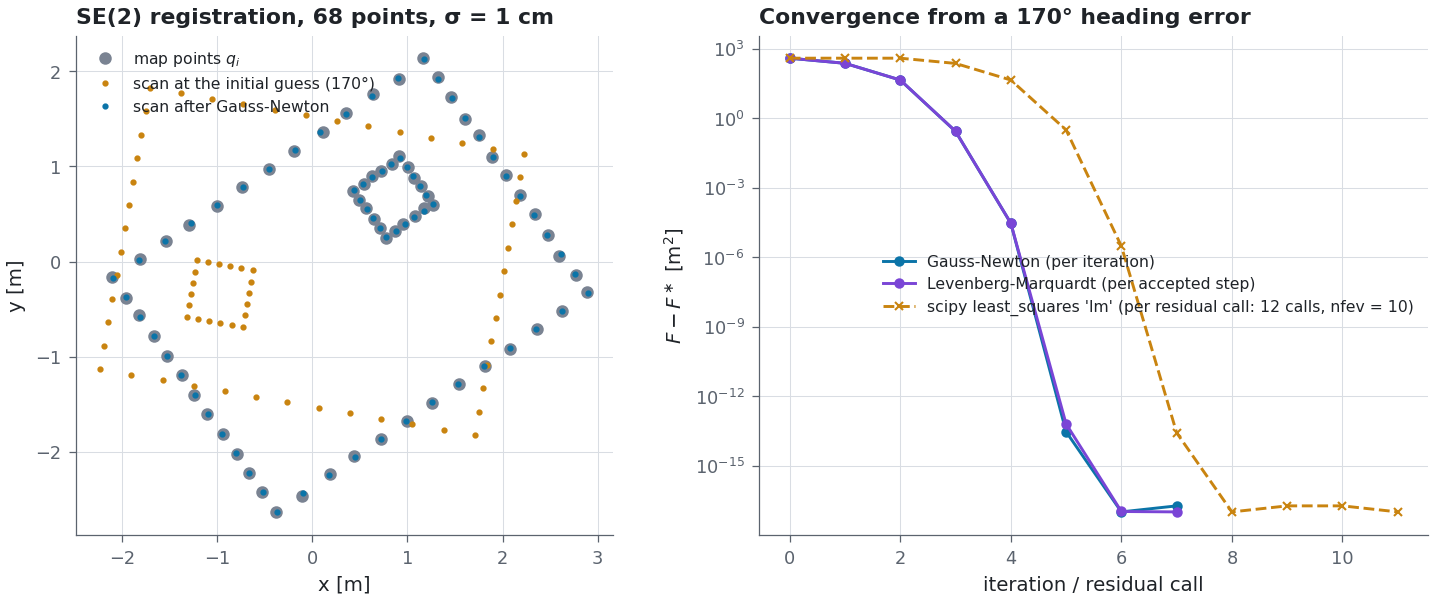 SE(2) registration, 68 points, σ = 1 cm
map points qᵢ
scan at the initial guess (170°)
scan after Gauss-Newton
2
1
0
−1
−2
y [m]
−2
−1
0
1
2
3
x [m]
Convergence from a 170° heading error
10³
10⁰
10⁻³
10⁻⁶
10⁻⁹
10⁻¹²
10⁻¹⁵
F − F* [m²]
Gauss-Newton (per iteration)
Levenberg-Marquardt (per accepted step)
scipy least_squares 'lm' (per residual call: 12 calls, nfev = 10)
0
2
4
6
8
10
iteration / residual call